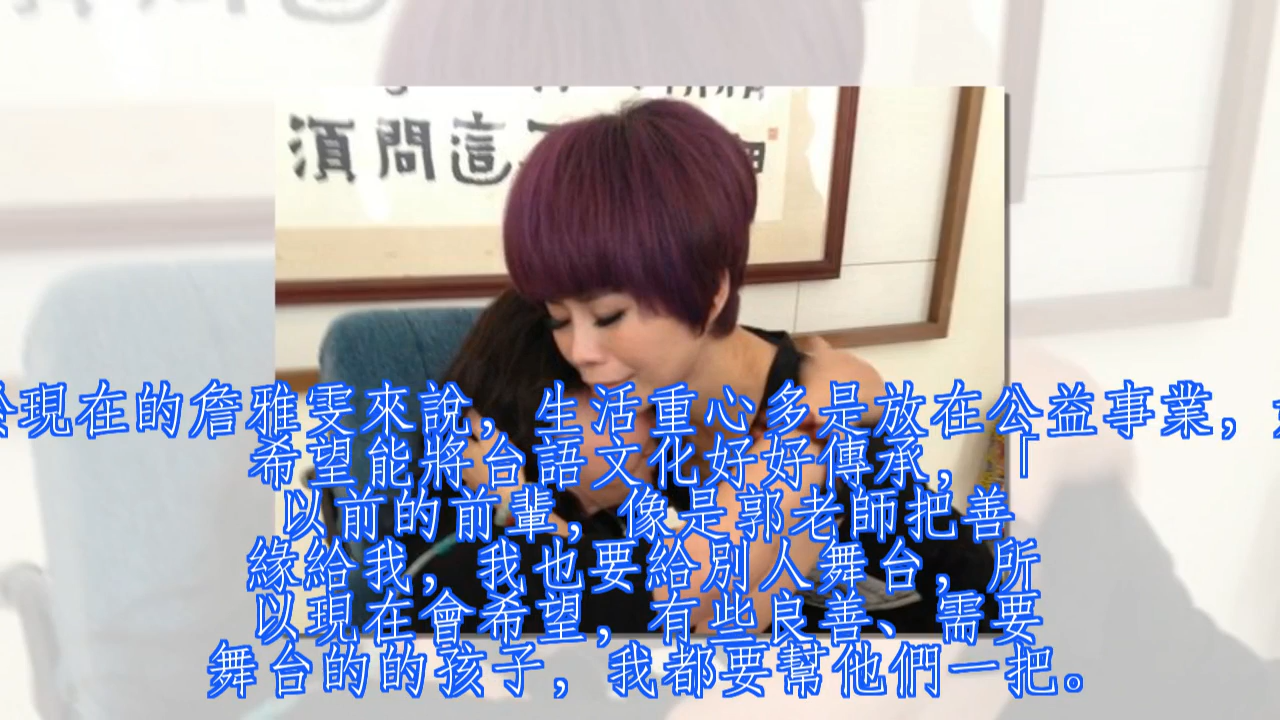 須問這
現在的詹雅雯來說，生活重心多是放在公益事業，
希望能將台語文化好好傳承，「
以前的前輩，像是郭老師把善
緣給我，我也要給別人舞台，所
以現在會希望，有些良善、需要
舞台的的孩子，我都要幫他們一把。